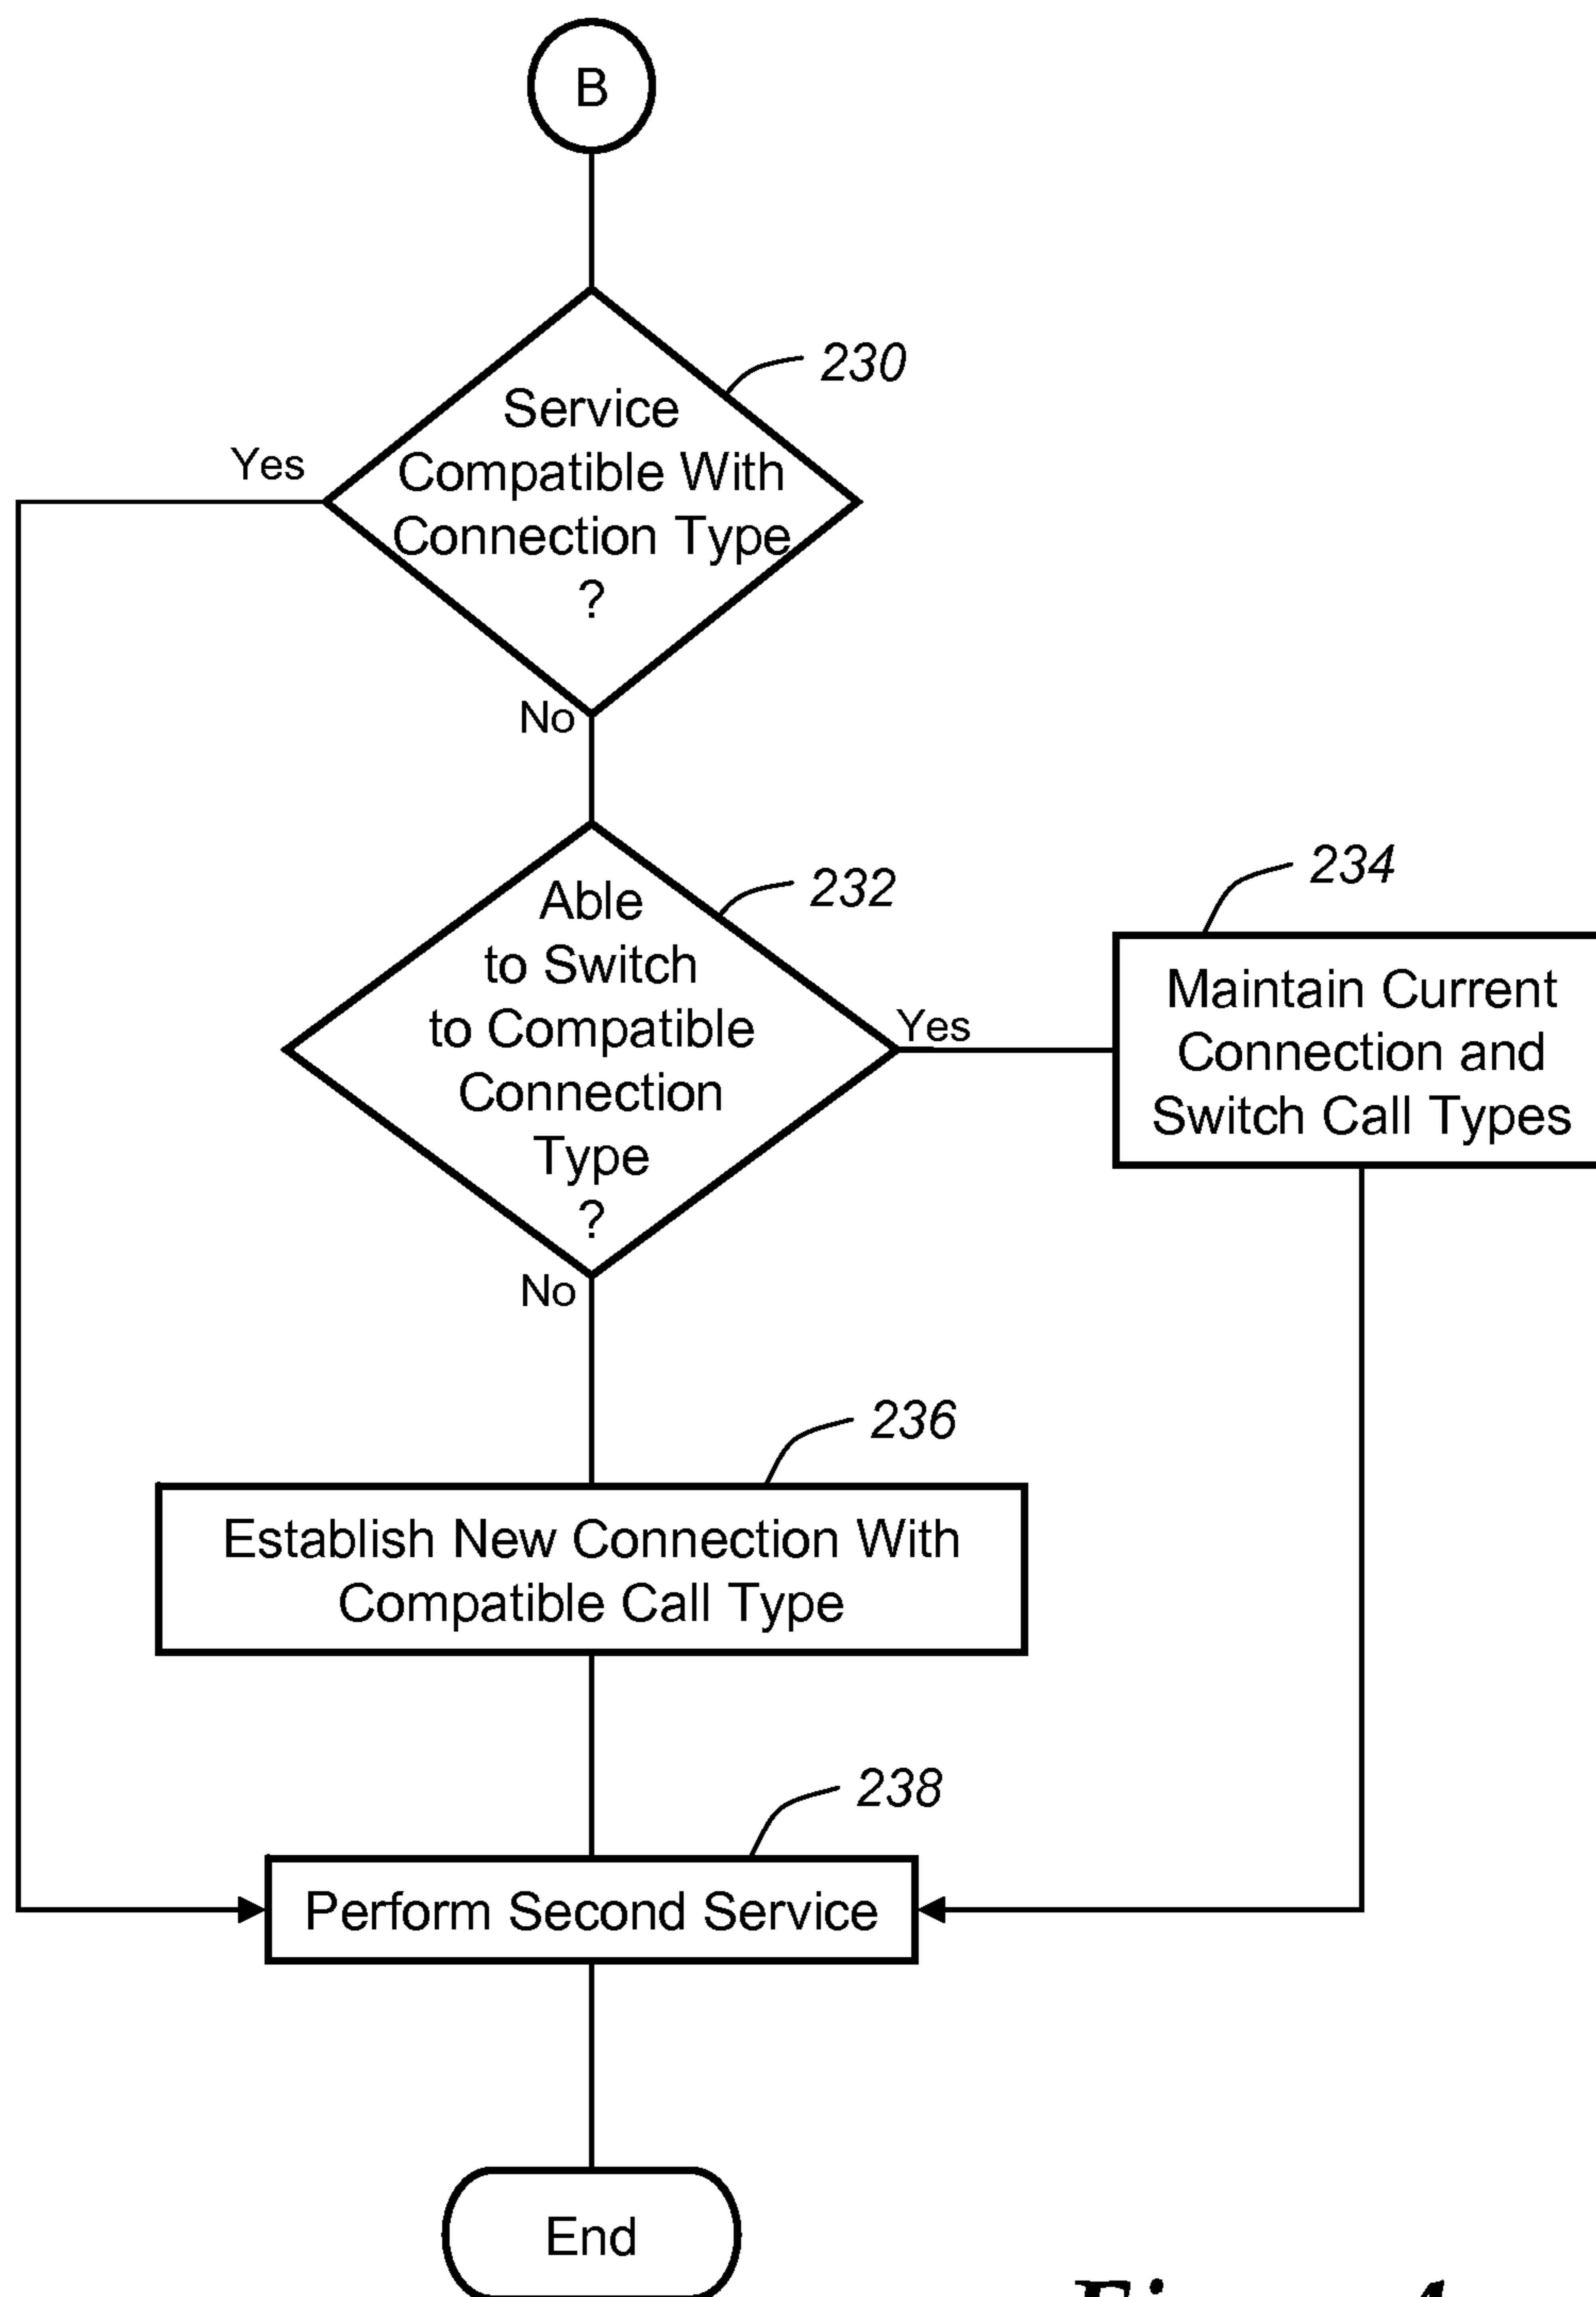 B
230
Service
Compatible With
Connection Type
?
Yes
No
232
Able
to Switch
to Compatible
Connection
Type
?
Yes
No
234
Maintain Current
Connection and
Switch Call Types
236
Establish New Connection With
Compatible Call Type
238
Perform Second Service
End